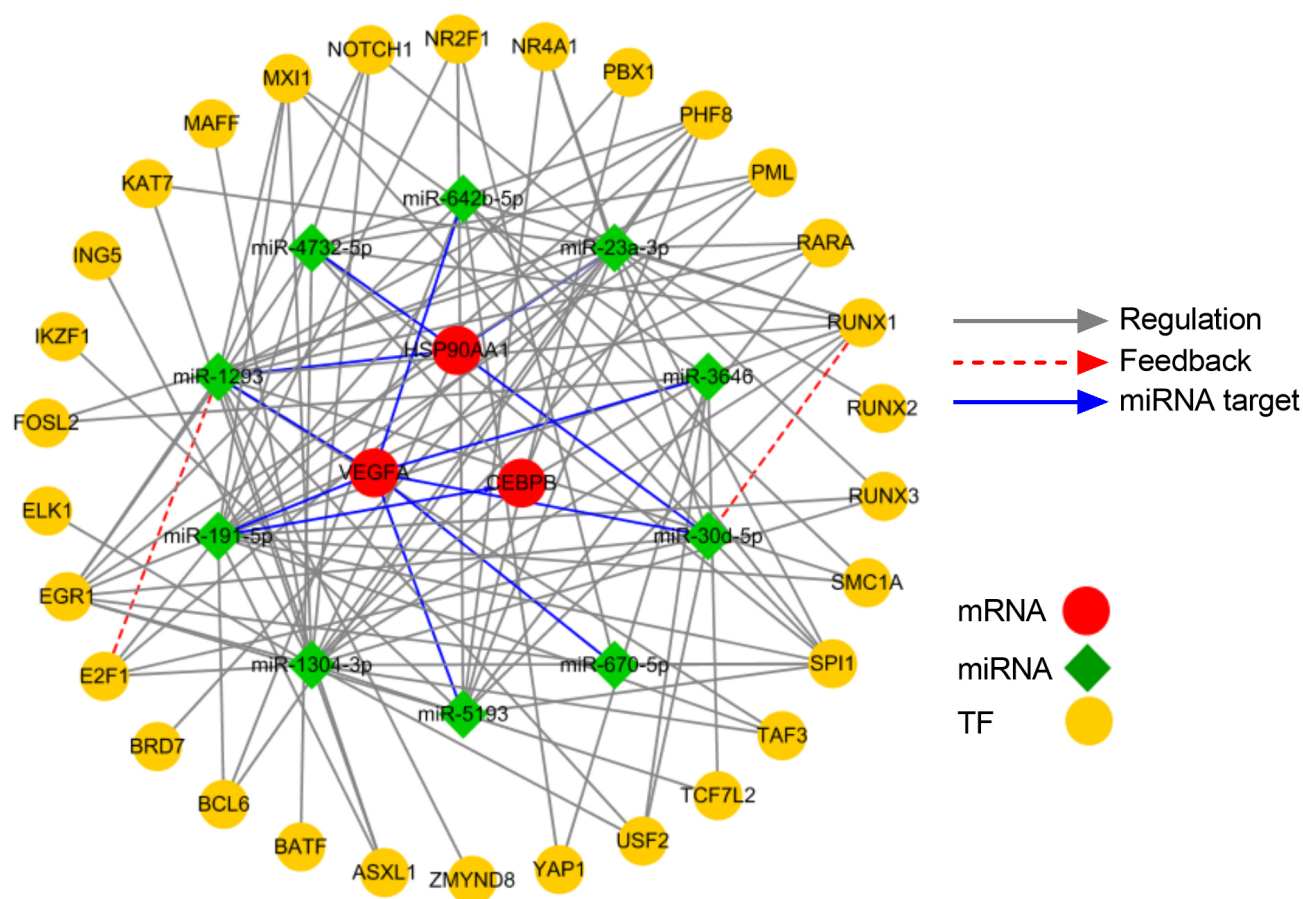 NOTCH1
NR2F1
NR4A1
PBX1
MXI1
PHF8
MAFF
PML
KAT7
miR-642b-5p
RARA
ING5
miR-4732-5p
miR-23a-3p
IKZF1
RUNX1
HSP90AA1
miR-1293
miR-3646
FOSL2
RUNX2
VEGFA
CEBPB
RUNX3
ELK1
miR-191-5p
miR-30d-5p
EGR1
SMC1A
E2F1
miR-1304-3p
miR-670-5p
SPI1
miR-5193
BRD7
TAF3
BCL6
TCF7L2
BATF
USF2
ASXL1
ZMYND8
YAP1
Regulation
Feedback
miRNA target
mRNA
miRNA
TF